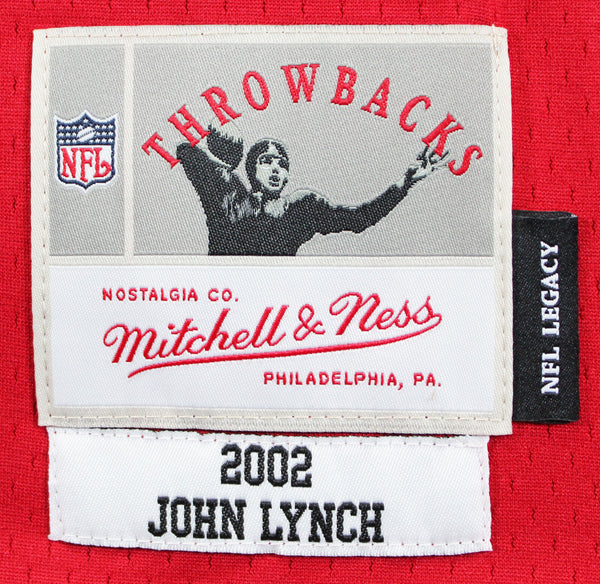 THROWBACKS
NFL
NOSTALGIA CO.
Mitchell & Ness
PHILADELPHIA, PA.
NFL LEGACY
2002
JOHN LYNCH